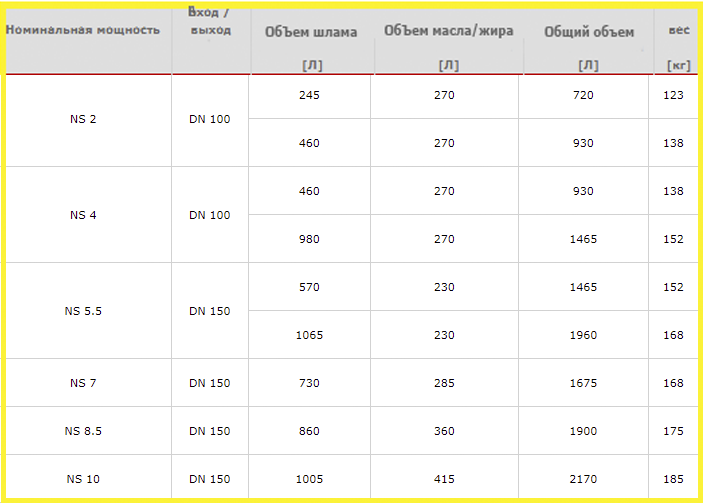 Номинальная мощность Вход / выход Объем шлама [Л] Объем масла/жира [Л] Общий объем [Л] вес [кг]
NS 2 DN 100 245 270 720 123
460 270 930 138
NS 4 DN 100 460 270 930 138
980 270 1465 152
NS 5.5 DN 150 570 230 1465 152
1065 230 1960 168
NS 7 DN 150 730 285 1675 168
NS 8.5 DN 150 860 360 1900 175
NS 10 DN 150 1005 415 2170 185